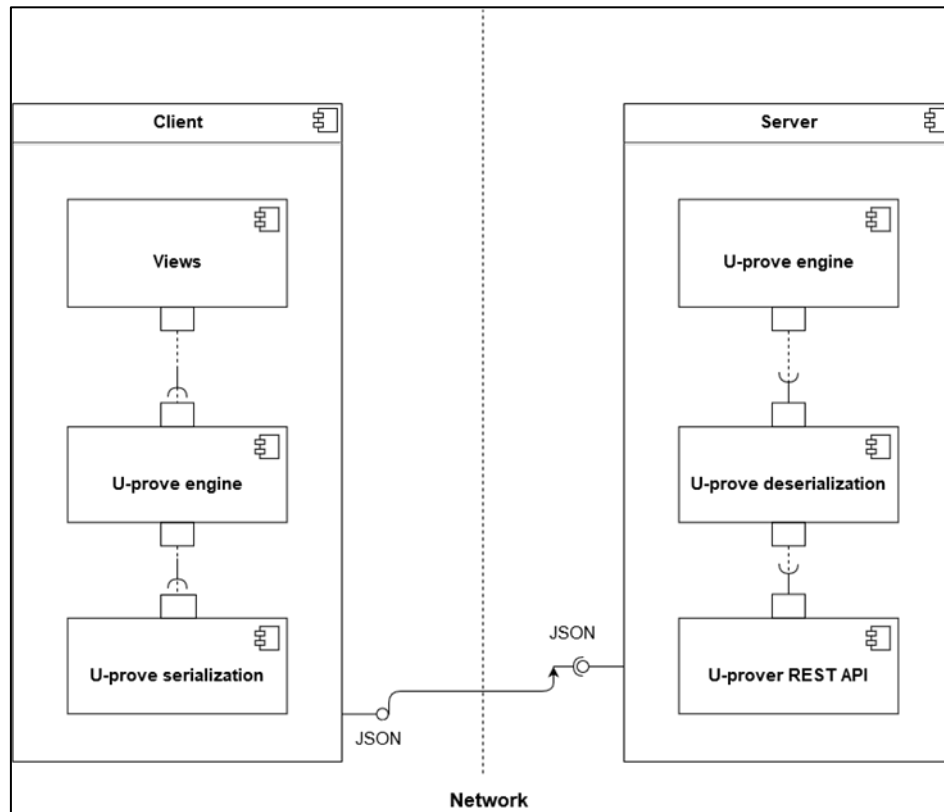 Client
Server
Views
U-prove engine
U-prove engine
U-prove deserialization
U-prove serialization
JSON
U-prover REST API
JSON
Network